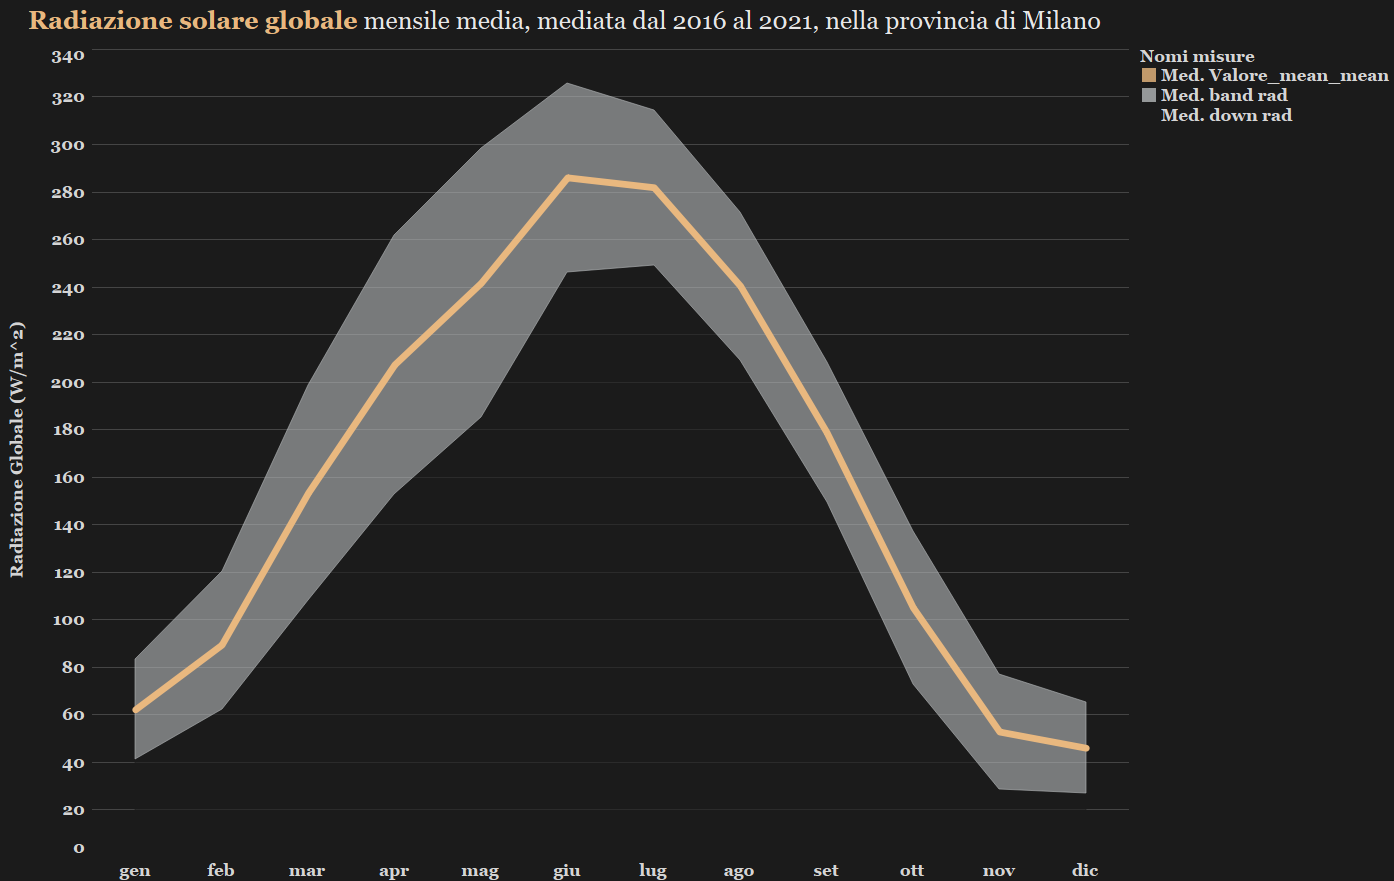 Radiazione solare globale mensile media, mediata dal 2016 al 2021, nella provincia di Milano
Nomi misure
Med. Valore_mean_mean
Med. band rad
Med. down rad
Radiazione Globale (W/m^2)
340
320
300
280
260
240
220
200
180
160
140
120
100
80
60
40
20
0
gen feb mar apr mag giu lug ago set ott nov dic